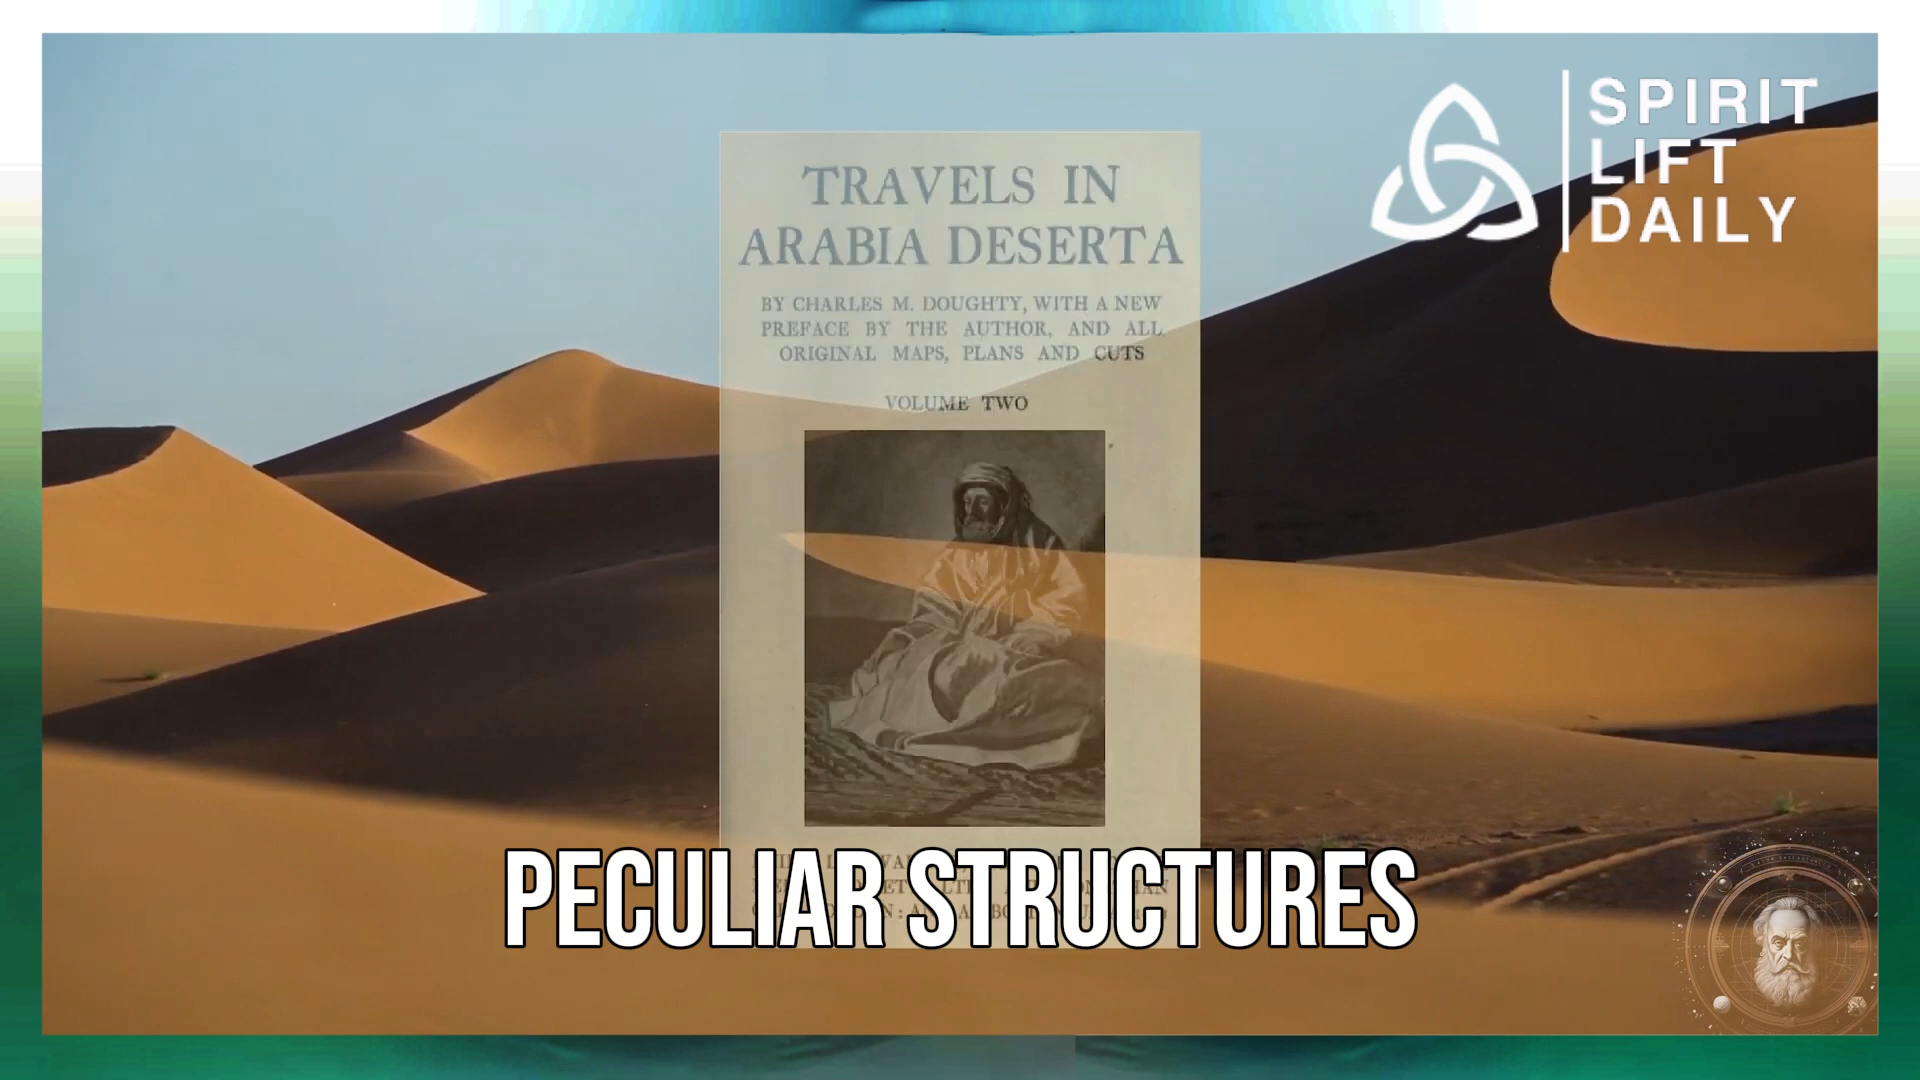 SPIRIT
LIFT
DAILY
TRAVELS IN
ARABIA DESERTA
BY CHARLES M. DOUGHTY, WITH A NEW
PREFACE BY THE AUTHOR, AND ALL
ORIGINAL MAPS, PLANS AND CUTS
VOLUME TWO
PECULIAR STRUCTURES